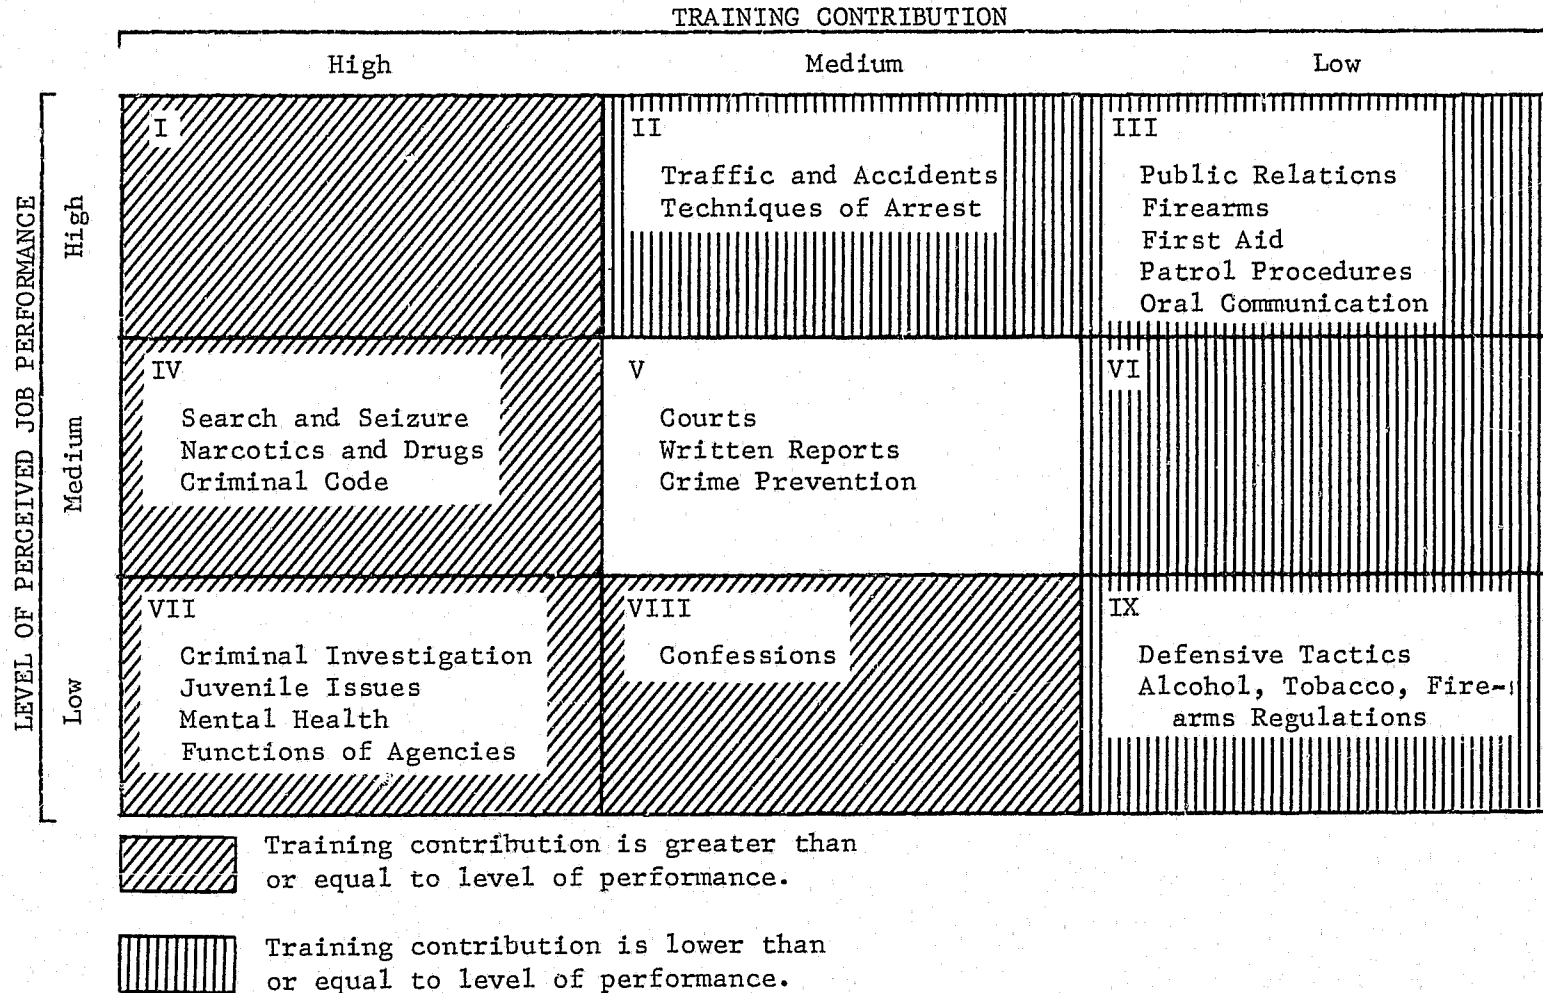 TRAINING CONTRIBUTION
High Medium Low
LEVEL OF PERCEIVED JOB PERFORMANCE
High
I
II
Traffic and Accidents
Techniques of Arrest
III
Public Relations
Firearms
First Aid
Patrol Procedures
Oral Communication
Medium
IV
Search and Seizure
Narcotics and Drugs
Criminal Code
V
Courts
Written Reports
Crime Prevention
VI
Low
VII
Criminal Investigation
Juvenile Issues
Mental Health
Functions of Agencies
VIII
Confessions
IX
Defensive Tactics
Alcohol, Tobacco, Fire-
arms Regulations
Training contribution is greater than
or equal to level of performance.
Training contribution is lower than
or equal to level of performance.